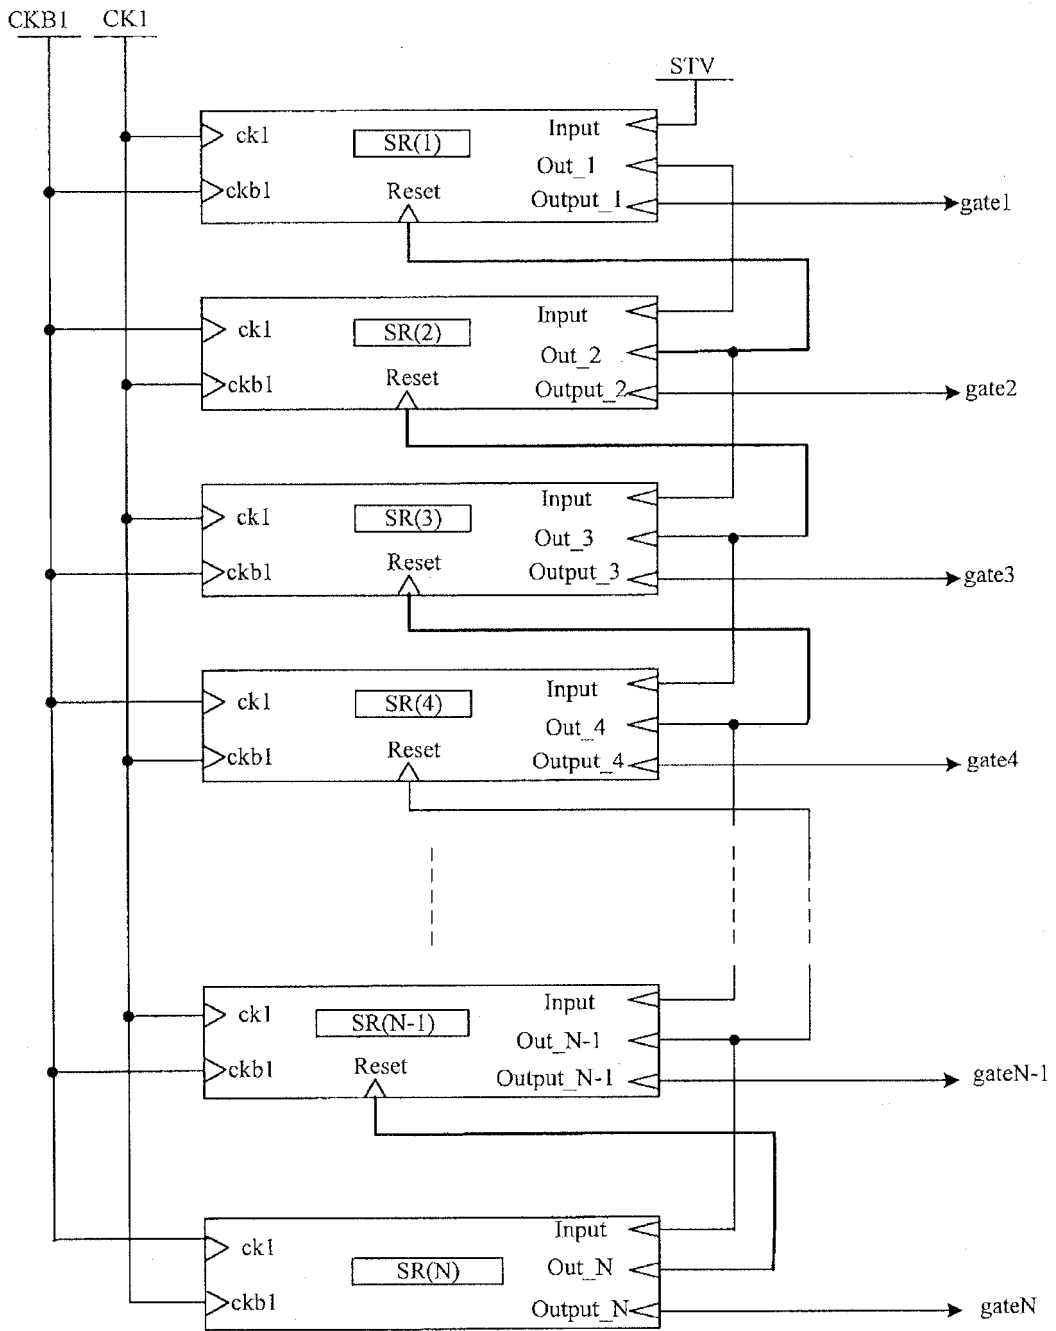 CKB1 CK1
STV
ck1 SR(1) Input
Out_1
ckb1 Reset Output_1 gate1
ck1 SR(2) Input
Out_2
ckb1 Reset Output_2 gate2
ck1 SR(3) Input
Out_3
ckb1 Reset Output_3 gate3
ck1 SR(4) Input
Out_4
ckb1 Reset Output_4 gate4
ck1 SR(N-1) Input
Out_N-1
ckb1 Reset Output_N-1 gateN-1
ck1 SR(N) Input
Out_N
ckb1 Output_N gateN